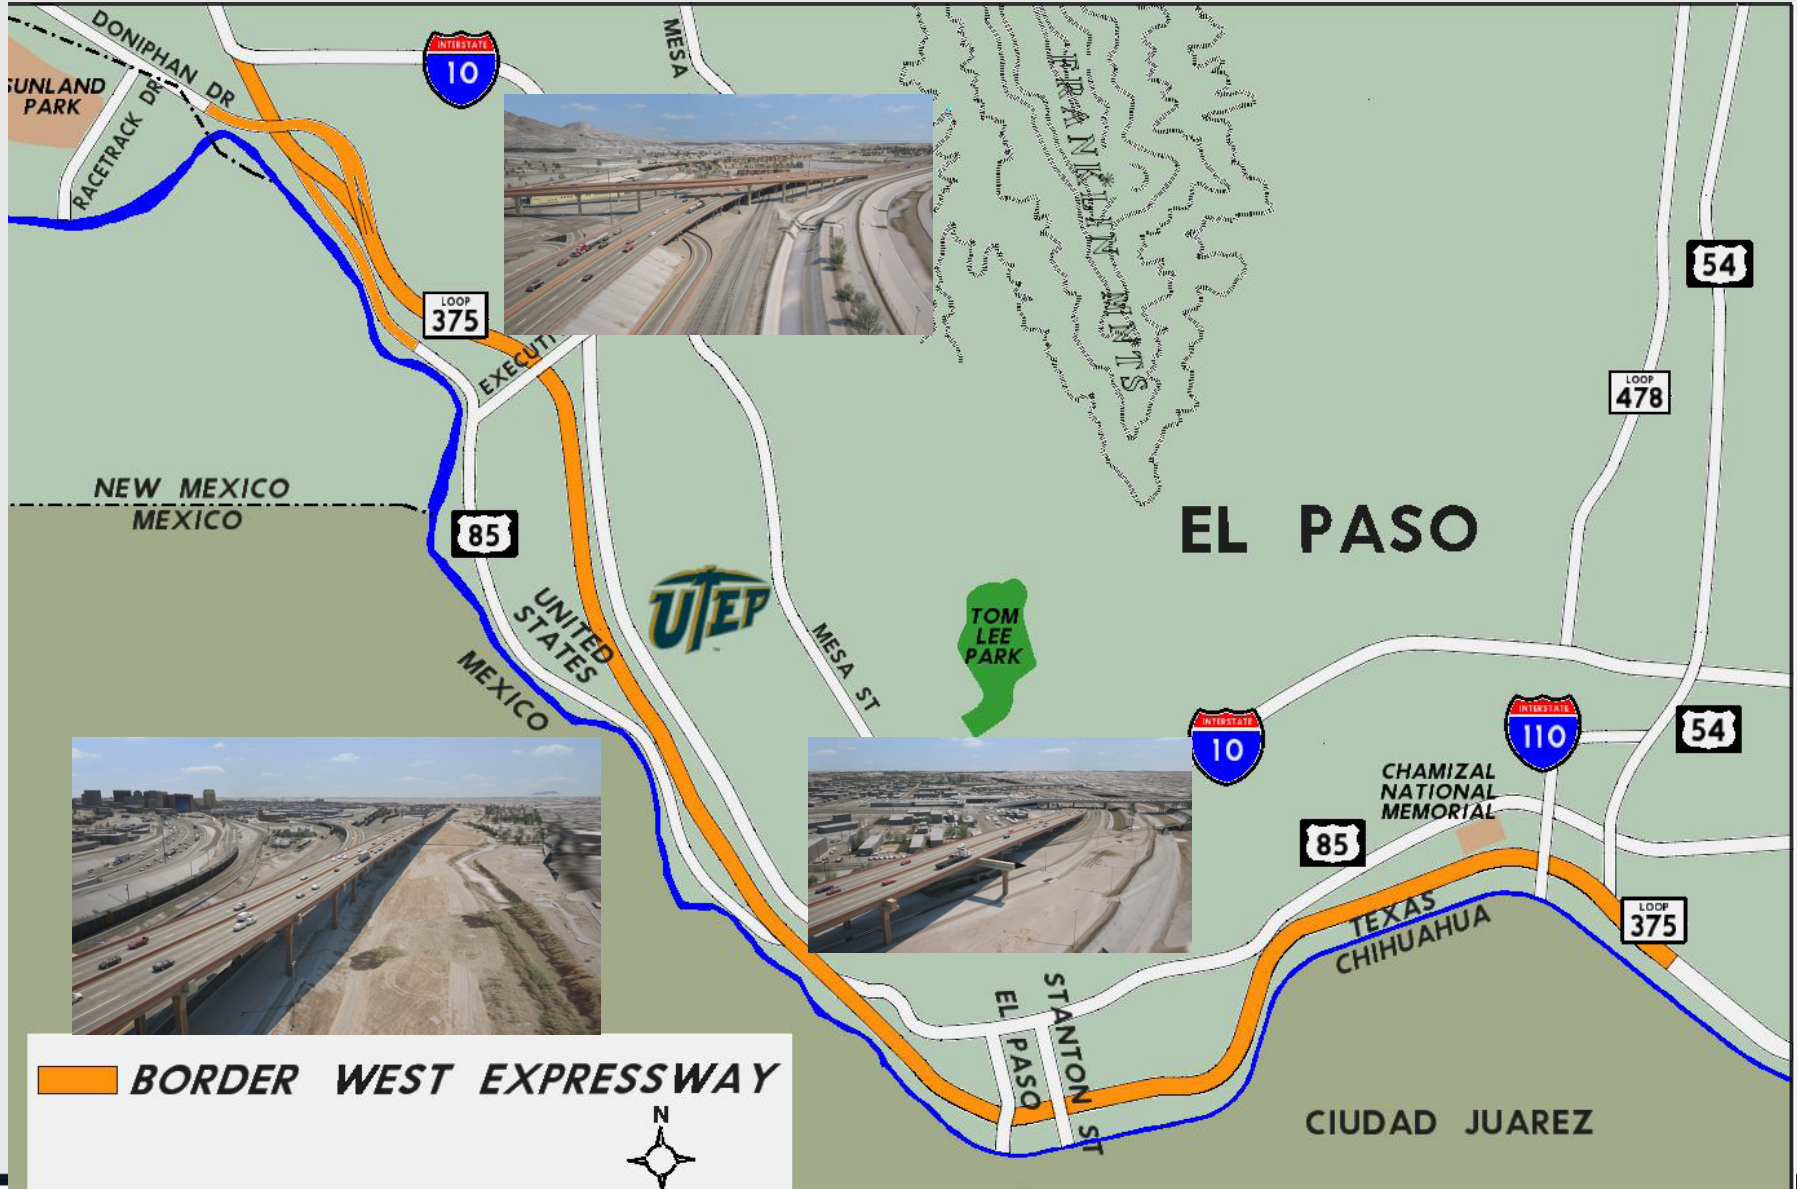 DONIPHAN DR
SUNLAND
PARK
RACETRACK DR
INTERSTATE
10
MESA
FRANKLIN MNTS
54
LOOP
375
LOOP
478
NEW MEXICO
MEXICO
85
EL PASO
UNITED
STATES
MEXICO
UTEP
MESA ST
TOM
LEE
PARK
INTERSTATE
10
INTERSTATE
110
54
CHAMIZAL
NATIONAL
MEMORIAL
85
TEXAS
CHIHUAHUA
LOOP
375
EL PASO
STANTON ST
CIUDAD JUAREZ
BORDER WEST EXPRESSWAY
N